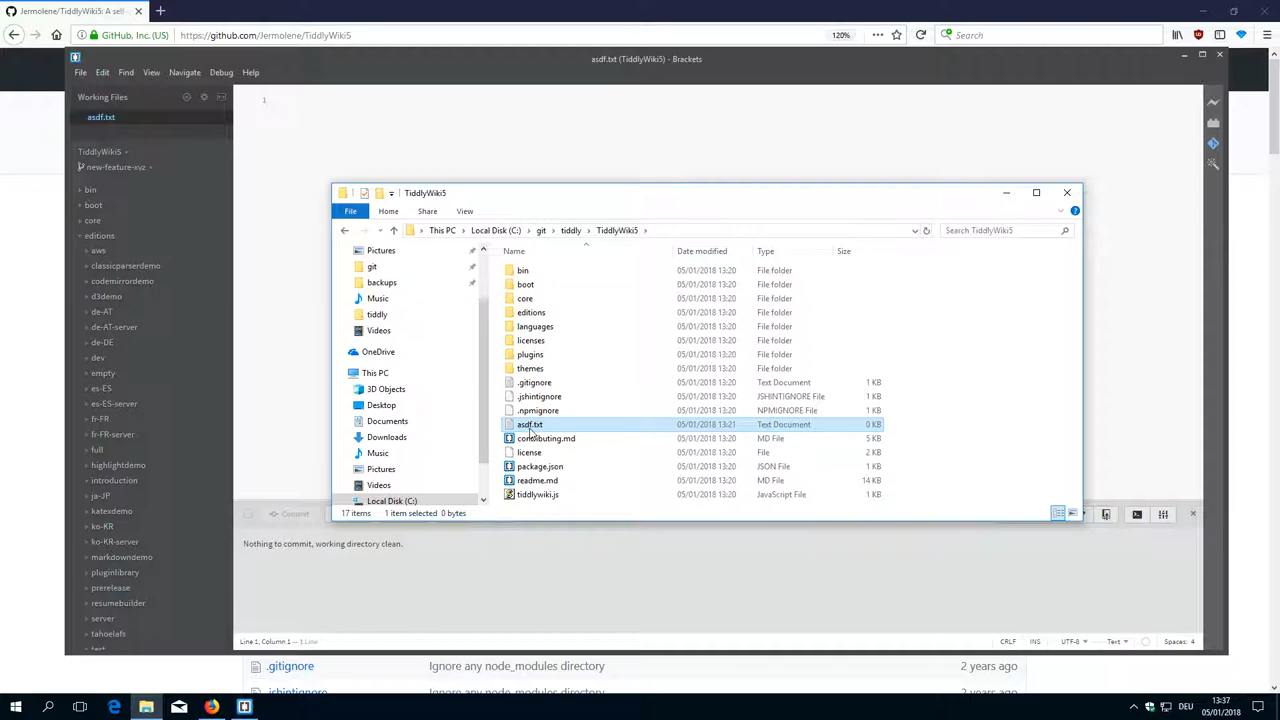 Jermolene/TiddlyWiki5: A self-
GitHub, Inc. (US)
https://github.com/Jermolene/TiddlyWiki5
120%
Search
asdf.txt (TiddlyWiki5) - Brackets
File Edit Find View Navigate Debug Help
Working Files
asdf.txt
TiddlyWiki5
new-feature-xyz
bin
boot
core
editions
aws
classicparserdemo
codemirrordemo
d3demo
de-AT
de-AT-server
de-DE
dev
empty
es-ES
es-ES-server
fr-FR
fr-FR-server
full
highlightdemo
introduction
ja-JP
katexdemo
ko-KR
ko-KR-server
markdowndemo
pluginlibrary
prerelease
resumebuilder
server
tahoelafs
1
TiddlyWiki5
File Home Share View
This PC Local Disk (C:) git tiddly TiddlyWiki5
Search TiddlyWiki5
Pictures
git
backups
Music
tiddly
Videos
OneDrive
This PC
3D Objects
Desktop
Documents
Downloads
Music
Pictures
Videos
Local Disk (C:)
Name Date modified Type Size
bin 05/01/2018 13:20 File folder
boot 05/01/2018 13:20 File folder
core 05/01/2018 13:20 File folder
editions 05/01/2018 13:20 File folder
languages 05/01/2018 13:20 File folder
licenses 05/01/2018 13:20 File folder
plugins 05/01/2018 13:20 File folder
themes 05/01/2018 13:20 File folder
.gitignore 05/01/2018 13:20 Text Document 1 KB
.jshintignore 05/01/2018 13:20 JSHINTIGNORE File 1 KB
.npmignore 05/01/2018 13:20 NPMIGNORE File 1 KB
asdf.txt 05/01/2018 13:21 Text Document 0 KB
contributing.md 05/01/2018 13:20 MD File 5 KB
license 05/01/2018 13:20 File 2 KB
package.json 05/01/2018 13:20 JSON File 1 KB
readme.md 05/01/2018 13:20 MD File 14 KB
tiddlywiki.js 05/01/2018 13:20 JavaScript File 1 KB
17 items 1 item selected 0 bytes
Commit
Nothing to commit, working directory clean.
Line 1, Column 1 — 1 Line
CRLF INS UTF-8 Text Spaces: 4
.gitignore Ignore any node_modules directory 2 years ago
.jshintignore Ignore any node_modules directory 2 years ago
DEU
13:37
05/01/2018